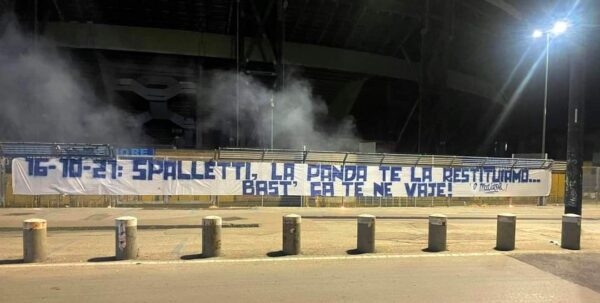 16-10-21: SPALLETTI, LA PANDA TE LA RESTITUIAMO...
BAST' CA TE NE VAJE!